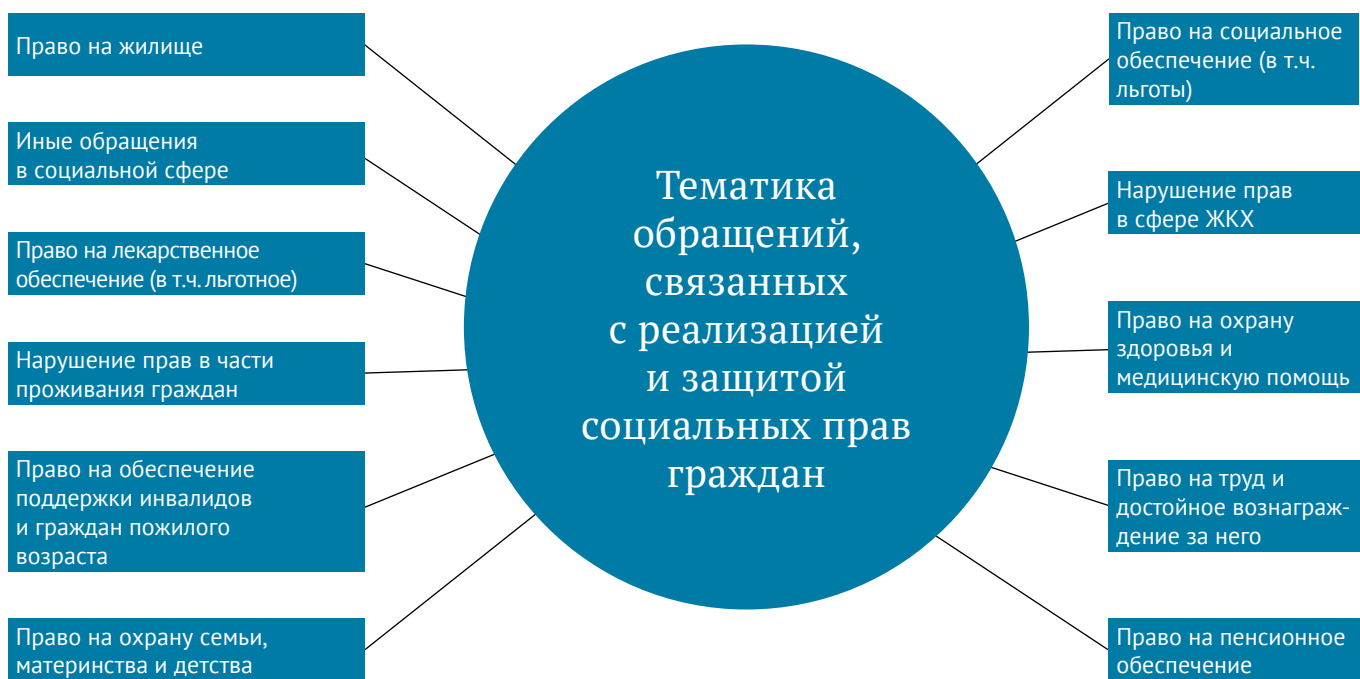 Право на жилище
Иные обращения
в социальной сфере
Право на лекарственное
обеспечение (в т.ч. льготное)
Нарушение прав в части
проживания граждан
Право на обеспечение
поддержки инвалидов
и граждан пожилого
возраста
Право на охрану семьи,
материнства и детства
Тематика
обращений,
связанных
с реализацией
и защитой
социальных прав
граждан
Право на социальное
обеспечение (в т.ч.
льготы)
Нарушение прав
в сфере ЖКХ
Право на охрану
здоровья и
медицинскую помощь
Право на труд и
достойное вознаграж-
дение за него
Право на пенсионное
обеспечение